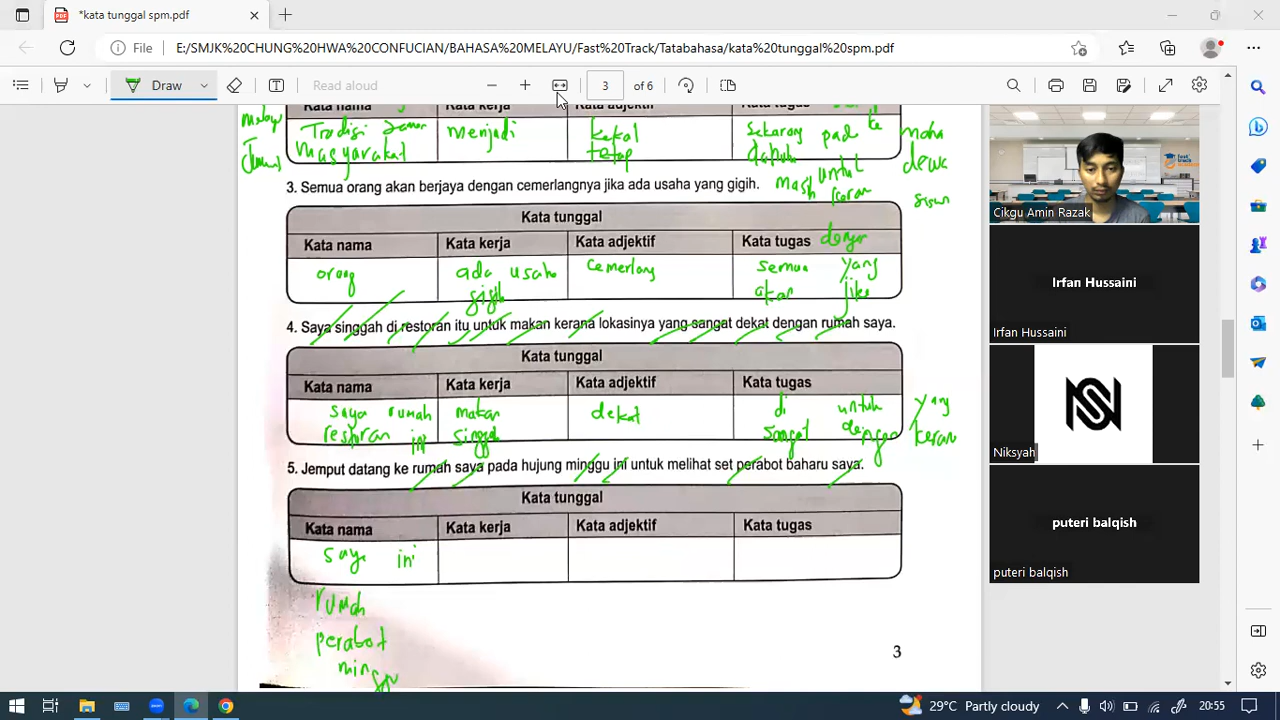 *kata tunggal spm.pdf
File
E:/SMJK%20CHUNG%20HWA%20CONFUCIAN/BAHASA%20MELAYU/Fast%20Track/Tatabahasa/kata%20tunggal%20spm.pdf
Draw
Read aloud
3 of 6
Kata nama Kata kerja Kata adjektif Kata tugas
Tradisi menjadi kekal sekarang pada ke maha
masyarakat tetap dahulu dewa
3. Semua orang akan berjaya dengan cemerlangnya jika ada usaha yang gigih.
masih untuk
Kata tunggal
Kata nama Kata kerja Kata adjektif Kata tugas dengan
orang ada usaha cemerlang semua yang
gigih akan jika
4. Saya singgah di restoran itu untuk makan kerana lokasinya yang sangat dekat dengan rumah saya.
Kata tunggal
Kata nama Kata kerja Kata adjektif Kata tugas
saya rumah makan dekat di untuk yang
restoran singgah sangat dengan kerana
5. Jemput datang ke rumah saya pada hujung minggu ini untuk melihat set perabot baharu saya.
Kata tunggal
Kata nama Kata kerja Kata adjektif Kata tugas
saya ini
rumah
perabot
minggu
3
fast track
Cikgu Amin Razak
Irfan Hussaini
Irfan Hussaini
NS
Niksyah
puteri balqish
puteri balqish
29°C Partly cloudy
20:55